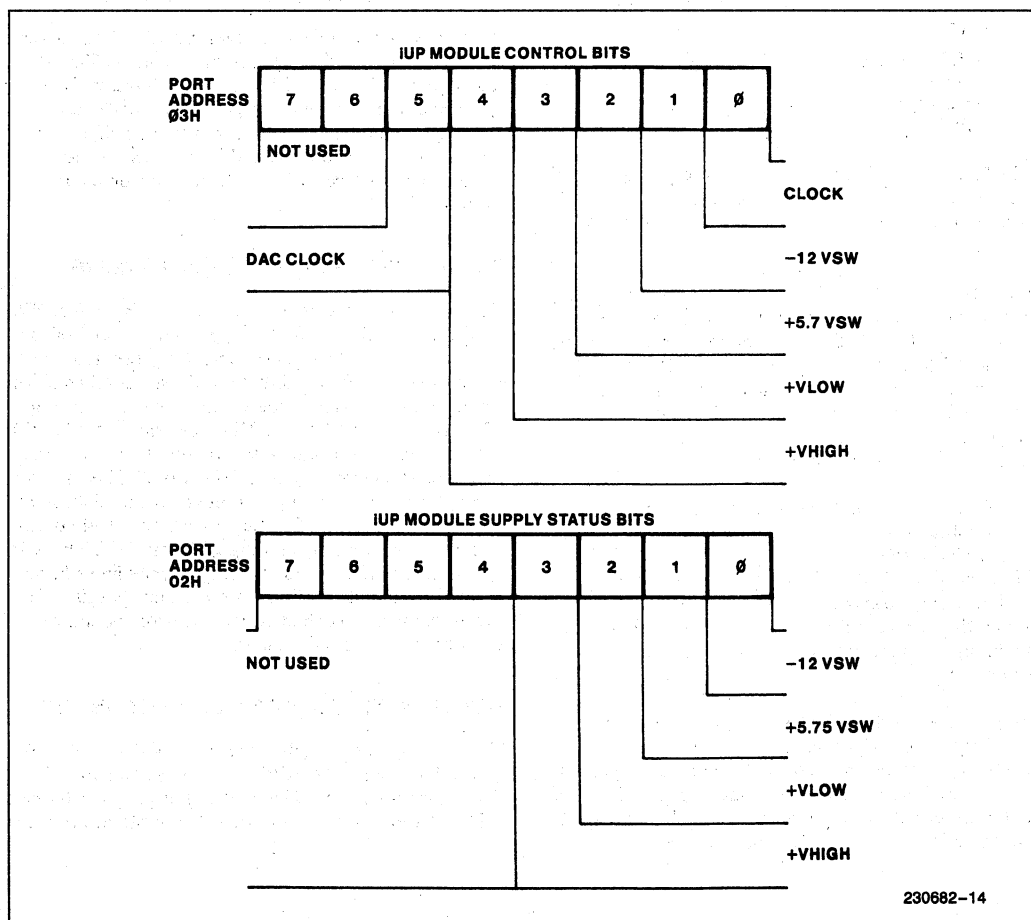 iUP MODULE CONTROL BITS
PORT
ADDRESS
Ø3H
7 6 5 4 3 2 1 Ø
NOT USED
CLOCK
DAC CLOCK
−12 VSW
+5.7 VSW
+VLOW
+VHIGH
iUP MODULE SUPPLY STATUS BITS
PORT
ADDRESS
02H
7 6 5 4 3 2 1 Ø
NOT USED
−12 VSW
+5.75 VSW
+VLOW
+VHIGH
230682–14